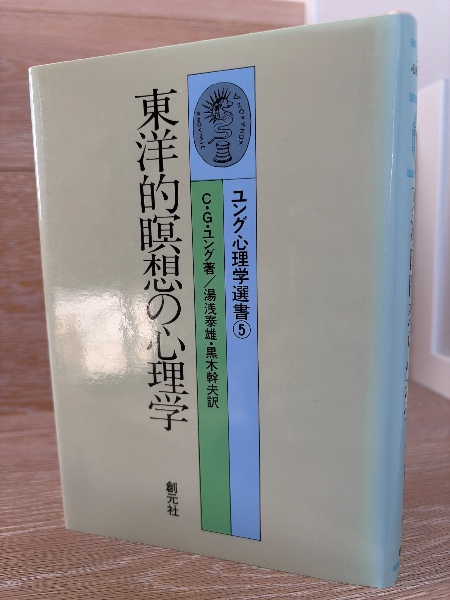 東洋的瞑想の心理学
ユング心理学選書⑤
C・G・ユング著/湯浅泰雄・黒木幹夫訳
創元社